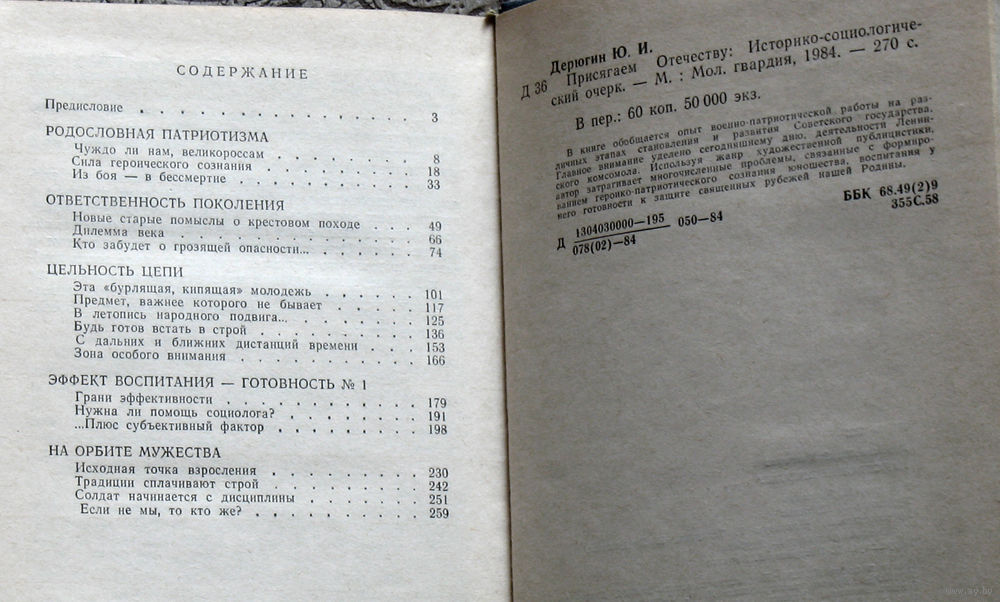 СОДЕРЖАНИЕ
Предисловие . . . . . . . . . . . 3
РОДОСЛОВНАЯ ПАТРИОТИЗМА
Чуждо ли нам, великороссам . . . . . . 8
Сила героического сознания . . . . . . 18
Из боя — в бессмертие . . . . . . . 33
ОТВЕТСТВЕННОСТЬ ПОКОЛЕНИЯ
Новые старые помыслы о крестовом походе . . 49
Дилемма века . . . . . . . . . . 66
Кто забудет о грозящей опасности... . . . . 74
ЦЕЛЬНОСТЬ ЦЕПИ
Эта «бурлящая, кипящая» молодежь . . . . 101
Предмет, важнее которого не бывает . . . . 117
В летопись народного подвига... . . . . . 125
Будь готов встать в строй . . . . . . 136
С дальних и ближних дистанций времени . . . 153
Зона особого внимания . . . . . . . 166
ЭФФЕКТ ВОСПИТАНИЯ — ГОТОВНОСТЬ № 1
Грани эффективности . . . . . . . . 179
Нужна ли помощь социолога? . . . . . . 191
...Плюс субъективный фактор . . . . . . 198
НА ОРБИТЕ МУЖЕСТВА
Исходная точка взросления . . . . . . 230
Традиции сплачивают строй . . . . . . 242
Солдат начинается с дисциплины . . . . . 251
Если не мы, то кто же? . . . . . . . 259
Дерюгин Ю. И.
Д 36 Присягаем Отечеству: Историко-социологиче-
ский очерк. — М. : Мол. гвардия, 1984. — 270 с.
В пер.: 60 коп. 50 000 экз.
В книге обобщается опыт военно-патриотической работы на раз-
личных этапах становления и развития Советского государства.
Главное внимание уделено сегодняшнему дню, деятельности Ленин-
ского комсомола. Используя жанр художественной публицистики,
автор затрагивает многочисленные проблемы, связанные с формиро-
ванием героико-патриотического сознания юношества, воспитания у
него готовности к защите священных рубежей нашей Родины.
Д 1304030000—195 050—84
078(02)—84
ББК 68.49(2)9
355С.58
www.ay.by